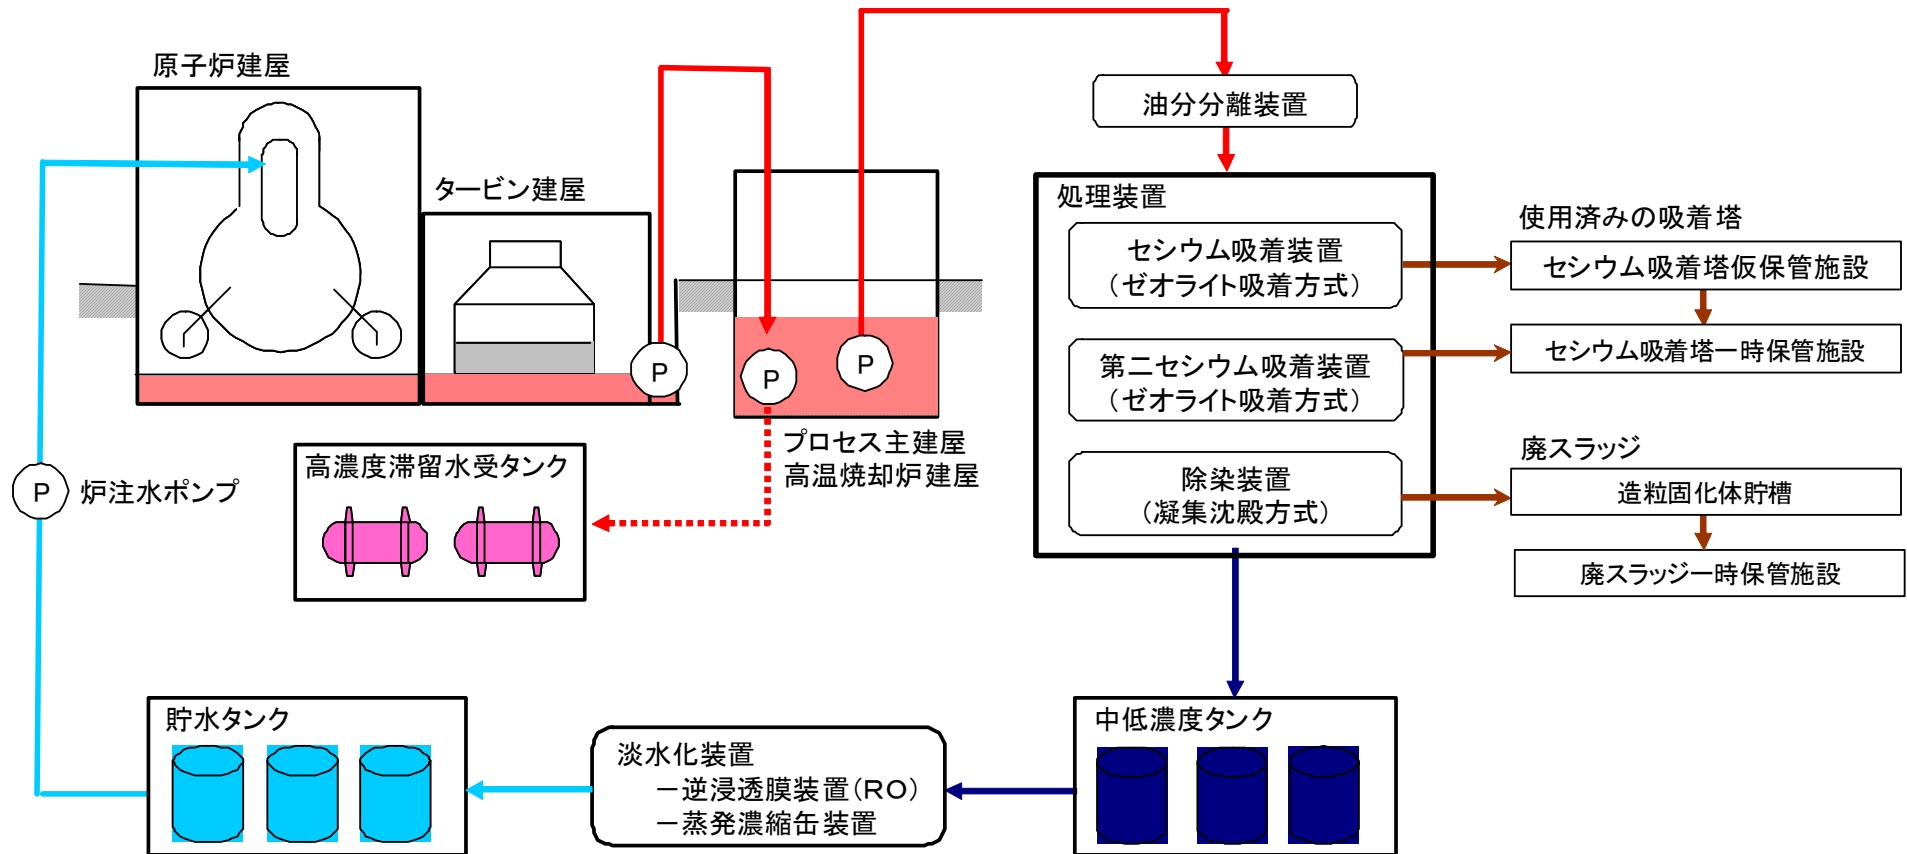 原子炉建屋
タービン建屋
油分分離装置
処理装置
セシウム吸着装置
(ゼオライト吸着方式)
第二セシウム吸着装置
(ゼオライト吸着方式)
除染装置
(凝集沈殿方式)
使用済みの吸着塔
セシウム吸着塔仮保管施設
セシウム吸着塔一時保管施設
廃スラッジ
造粒固化体貯槽
廃スラッジ一時保管施設
P
P
P
プロセス主建屋
高温焼却炉建屋
高濃度滞留水受タンク
P
炉注水ポンプ
貯水タンク
淡水化装置
-逆浸透膜装置(RO)
-蒸発濃縮缶装置
中低濃度タンク